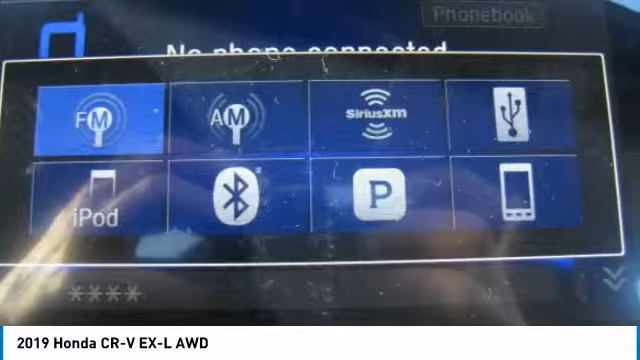 Phonebook
No phone connected
FM
AM
SiriusXM
iPod
P
****
2019 Honda CR-V EX-L AWD